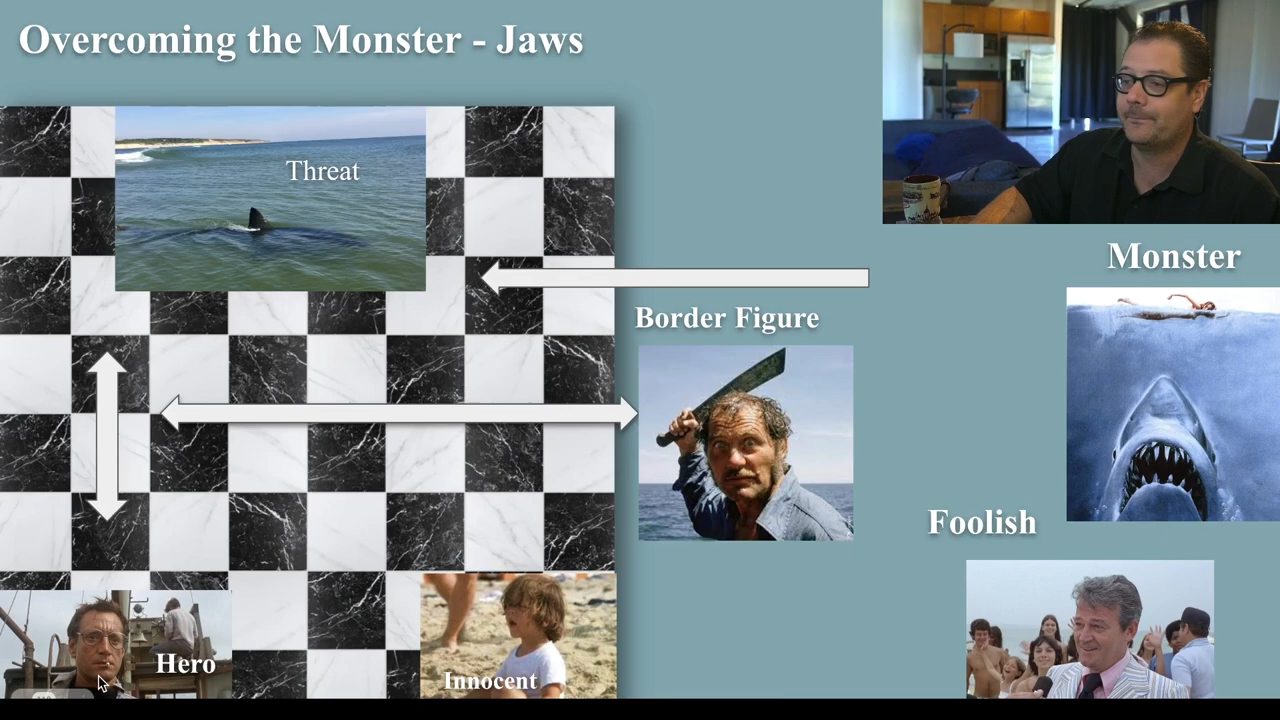 Overcoming the Monster - Jaws
Threat
Monster
Border Figure
Foolish
Hero
Innocent